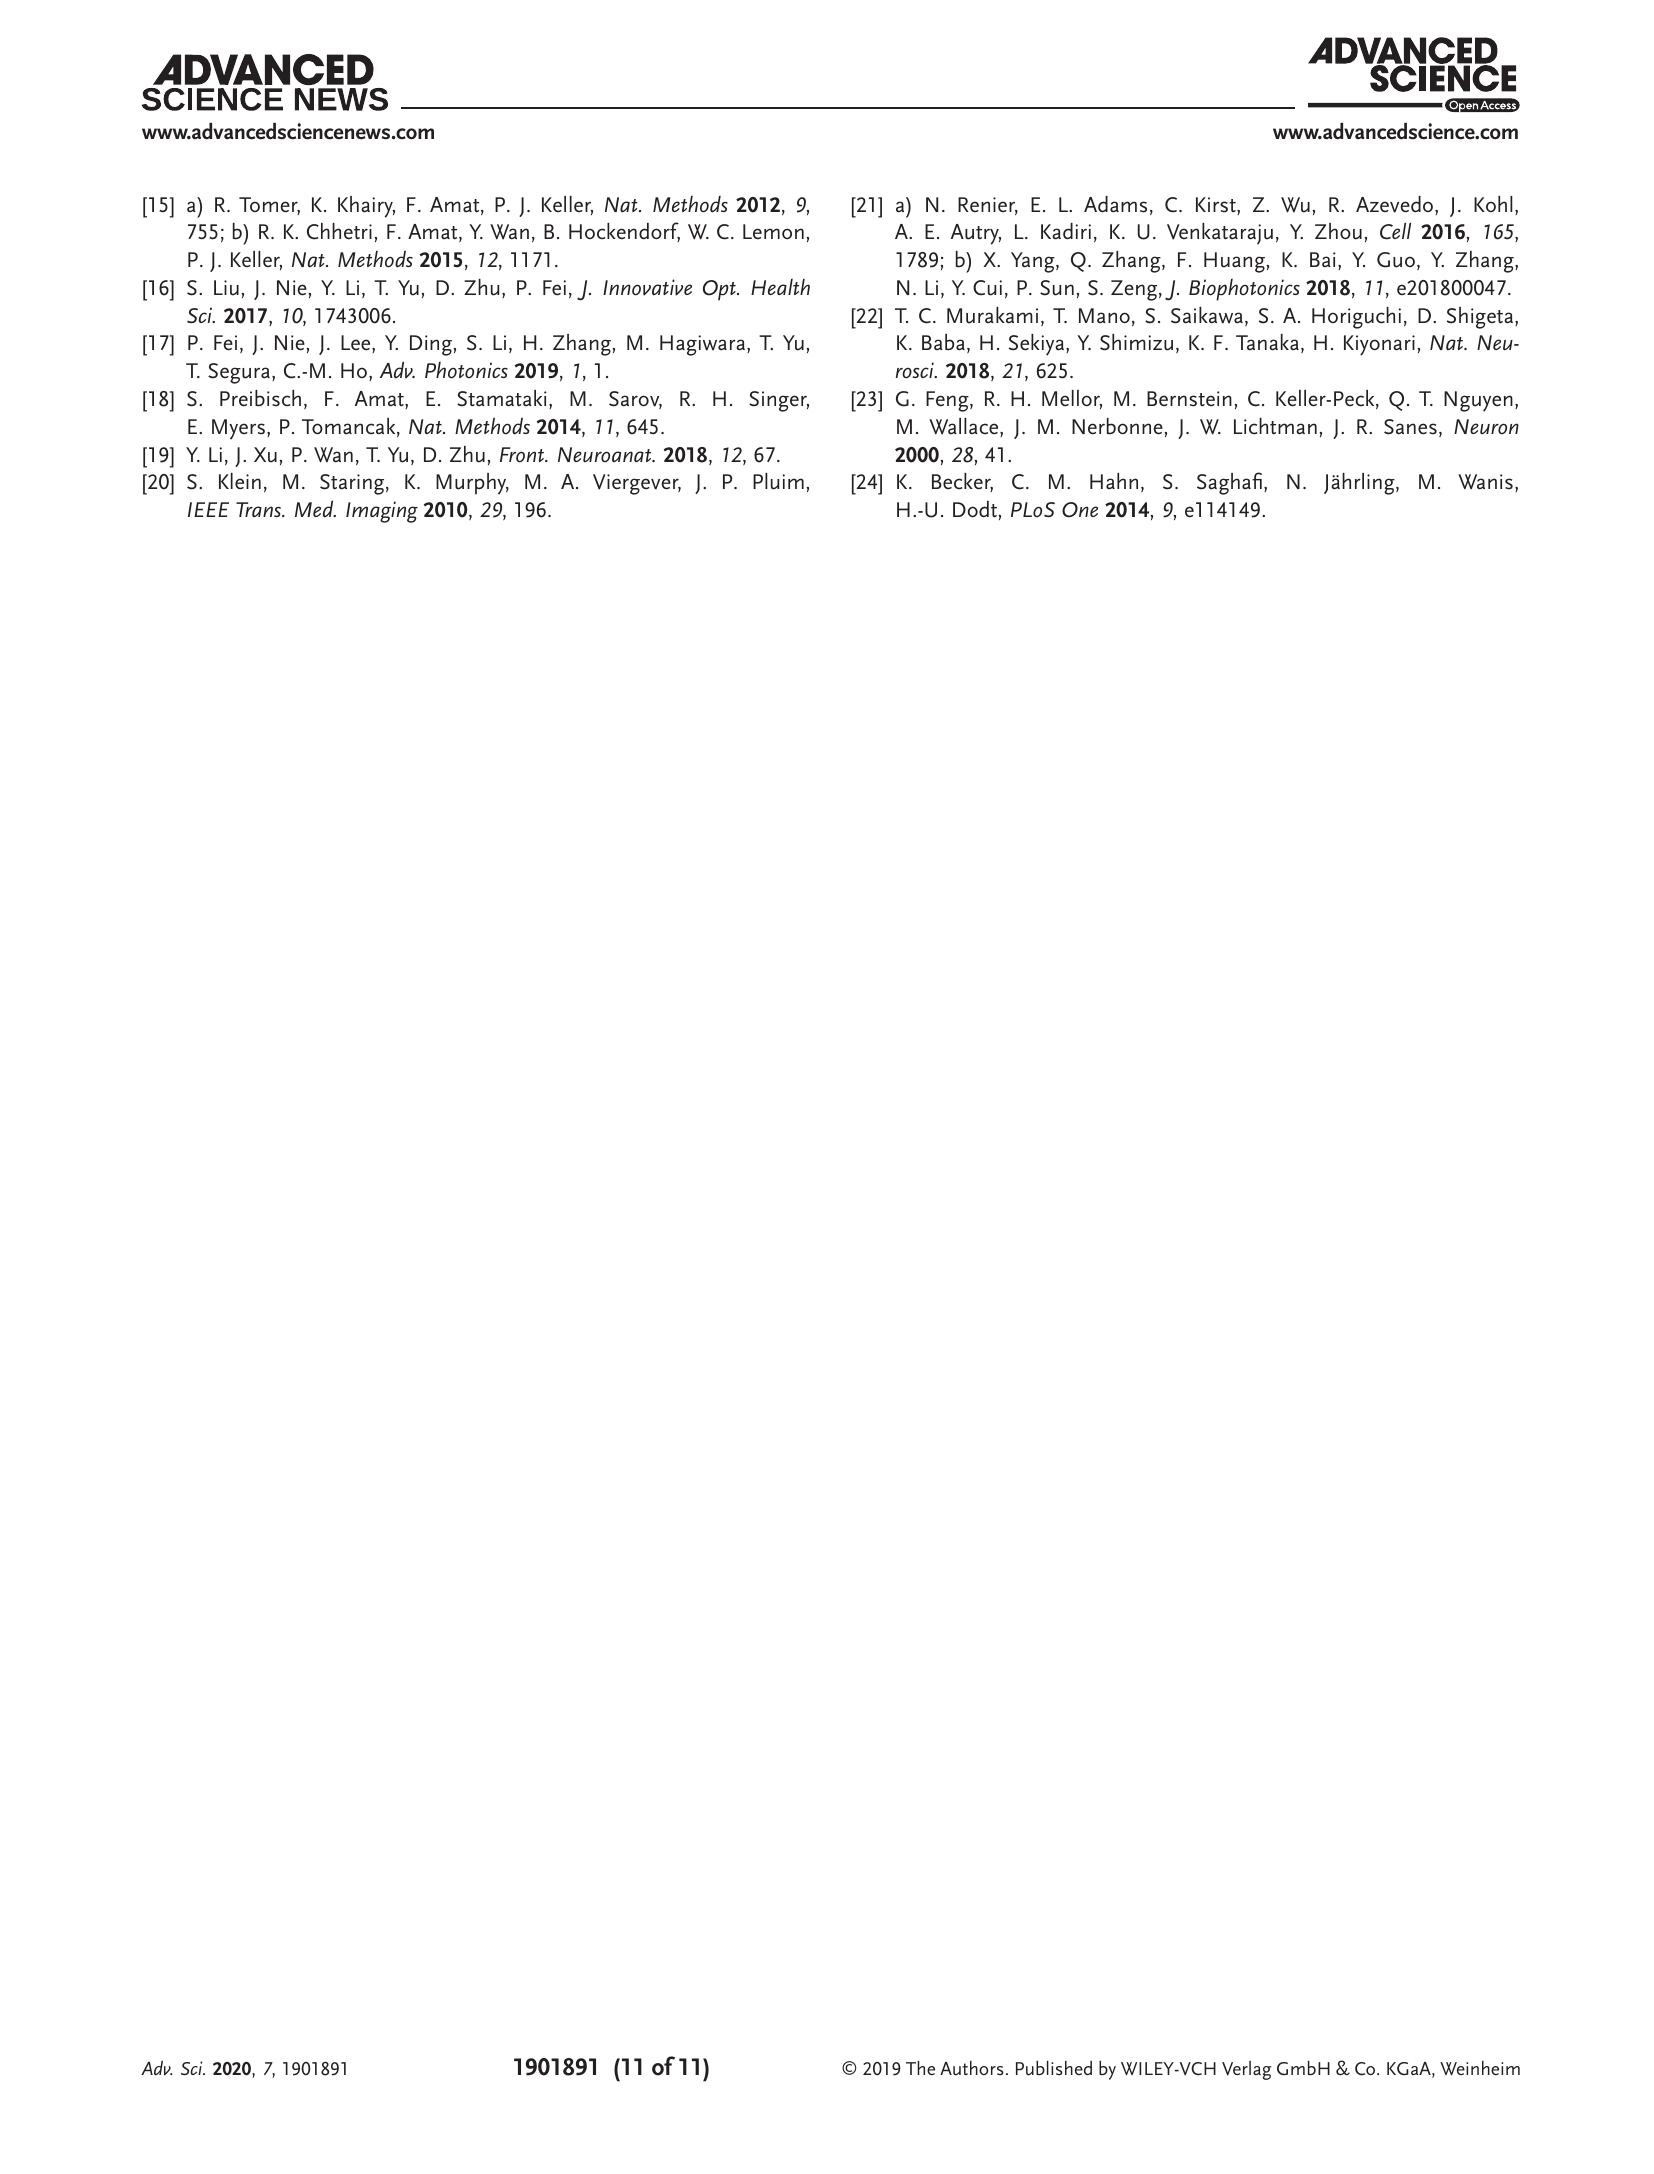 ADVANCED
SCIENCE NEWS
www.advancedsciencenews.com
ADVANCED
SCIENCE
Open Access
www.advancedscience.com
[15] a) R. Tomer, K. Khairy, F. Amat, P. J. Keller, Nat. Methods 2012, 9,
755; b) R. K. Chhetri, F. Amat, Y. Wan, B. Hockendorf, W. C. Lemon,
P. J. Keller, Nat. Methods 2015, 12, 1171.
[16] S. Liu, J. Nie, Y. Li, T. Yu, D. Zhu, P. Fei, J. Innovative Opt. Health
Sci. 2017, 10, 1743006.
[17] P. Fei, J. Nie, J. Lee, Y. Ding, S. Li, H. Zhang, M. Hagiwara, T. Yu,
T. Segura, C.-M. Ho, Adv. Photonics 2019, 1, 1.
[18] S. Preibisch, F. Amat, E. Stamataki, M. Sarov, R. H. Singer,
E. Myers, P. Tomancak, Nat. Methods 2014, 11, 645.
[19] Y. Li, J. Xu, P. Wan, T. Yu, D. Zhu, Front. Neuroanat. 2018, 12, 67.
[20] S. Klein, M. Staring, K. Murphy, M. A. Viergever, J. P. Pluim,
IEEE Trans. Med. Imaging 2010, 29, 196.
[21] a) N. Renier, E. L. Adams, C. Kirst, Z. Wu, R. Azevedo, J. Kohl,
A. E. Autry, L. Kadiri, K. U. Venkataraju, Y. Zhou, Cell 2016, 165,
1789; b) X. Yang, Q. Zhang, F. Huang, K. Bai, Y. Guo, Y. Zhang,
N. Li, Y. Cui, P. Sun, S. Zeng, J. Biophotonics 2018, 11, e201800047.
[22] T. C. Murakami, T. Mano, S. Saikawa, S. A. Horiguchi, D. Shigeta,
K. Baba, H. Sekiya, Y. Shimizu, K. F. Tanaka, H. Kiyonari, Nat. Neu-
rosci. 2018, 21, 625.
[23] G. Feng, R. H. Mellor, M. Bernstein, C. Keller-Peck, Q. T. Nguyen,
M. Wallace, J. M. Nerbonne, J. W. Lichtman, J. R. Sanes, Neuron
2000, 28, 41.
[24] K. Becker, C. M. Hahn, S. Saghafi, N. Jährling, M. Wanis,
H.-U. Dodt, PLoS One 2014, 9, e114149.
Adv. Sci. 2020, 7, 1901891
1901891 (11 of 11)
© 2019 The Authors. Published by WILEY-VCH Verlag GmbH & Co. KGaA, Weinheim